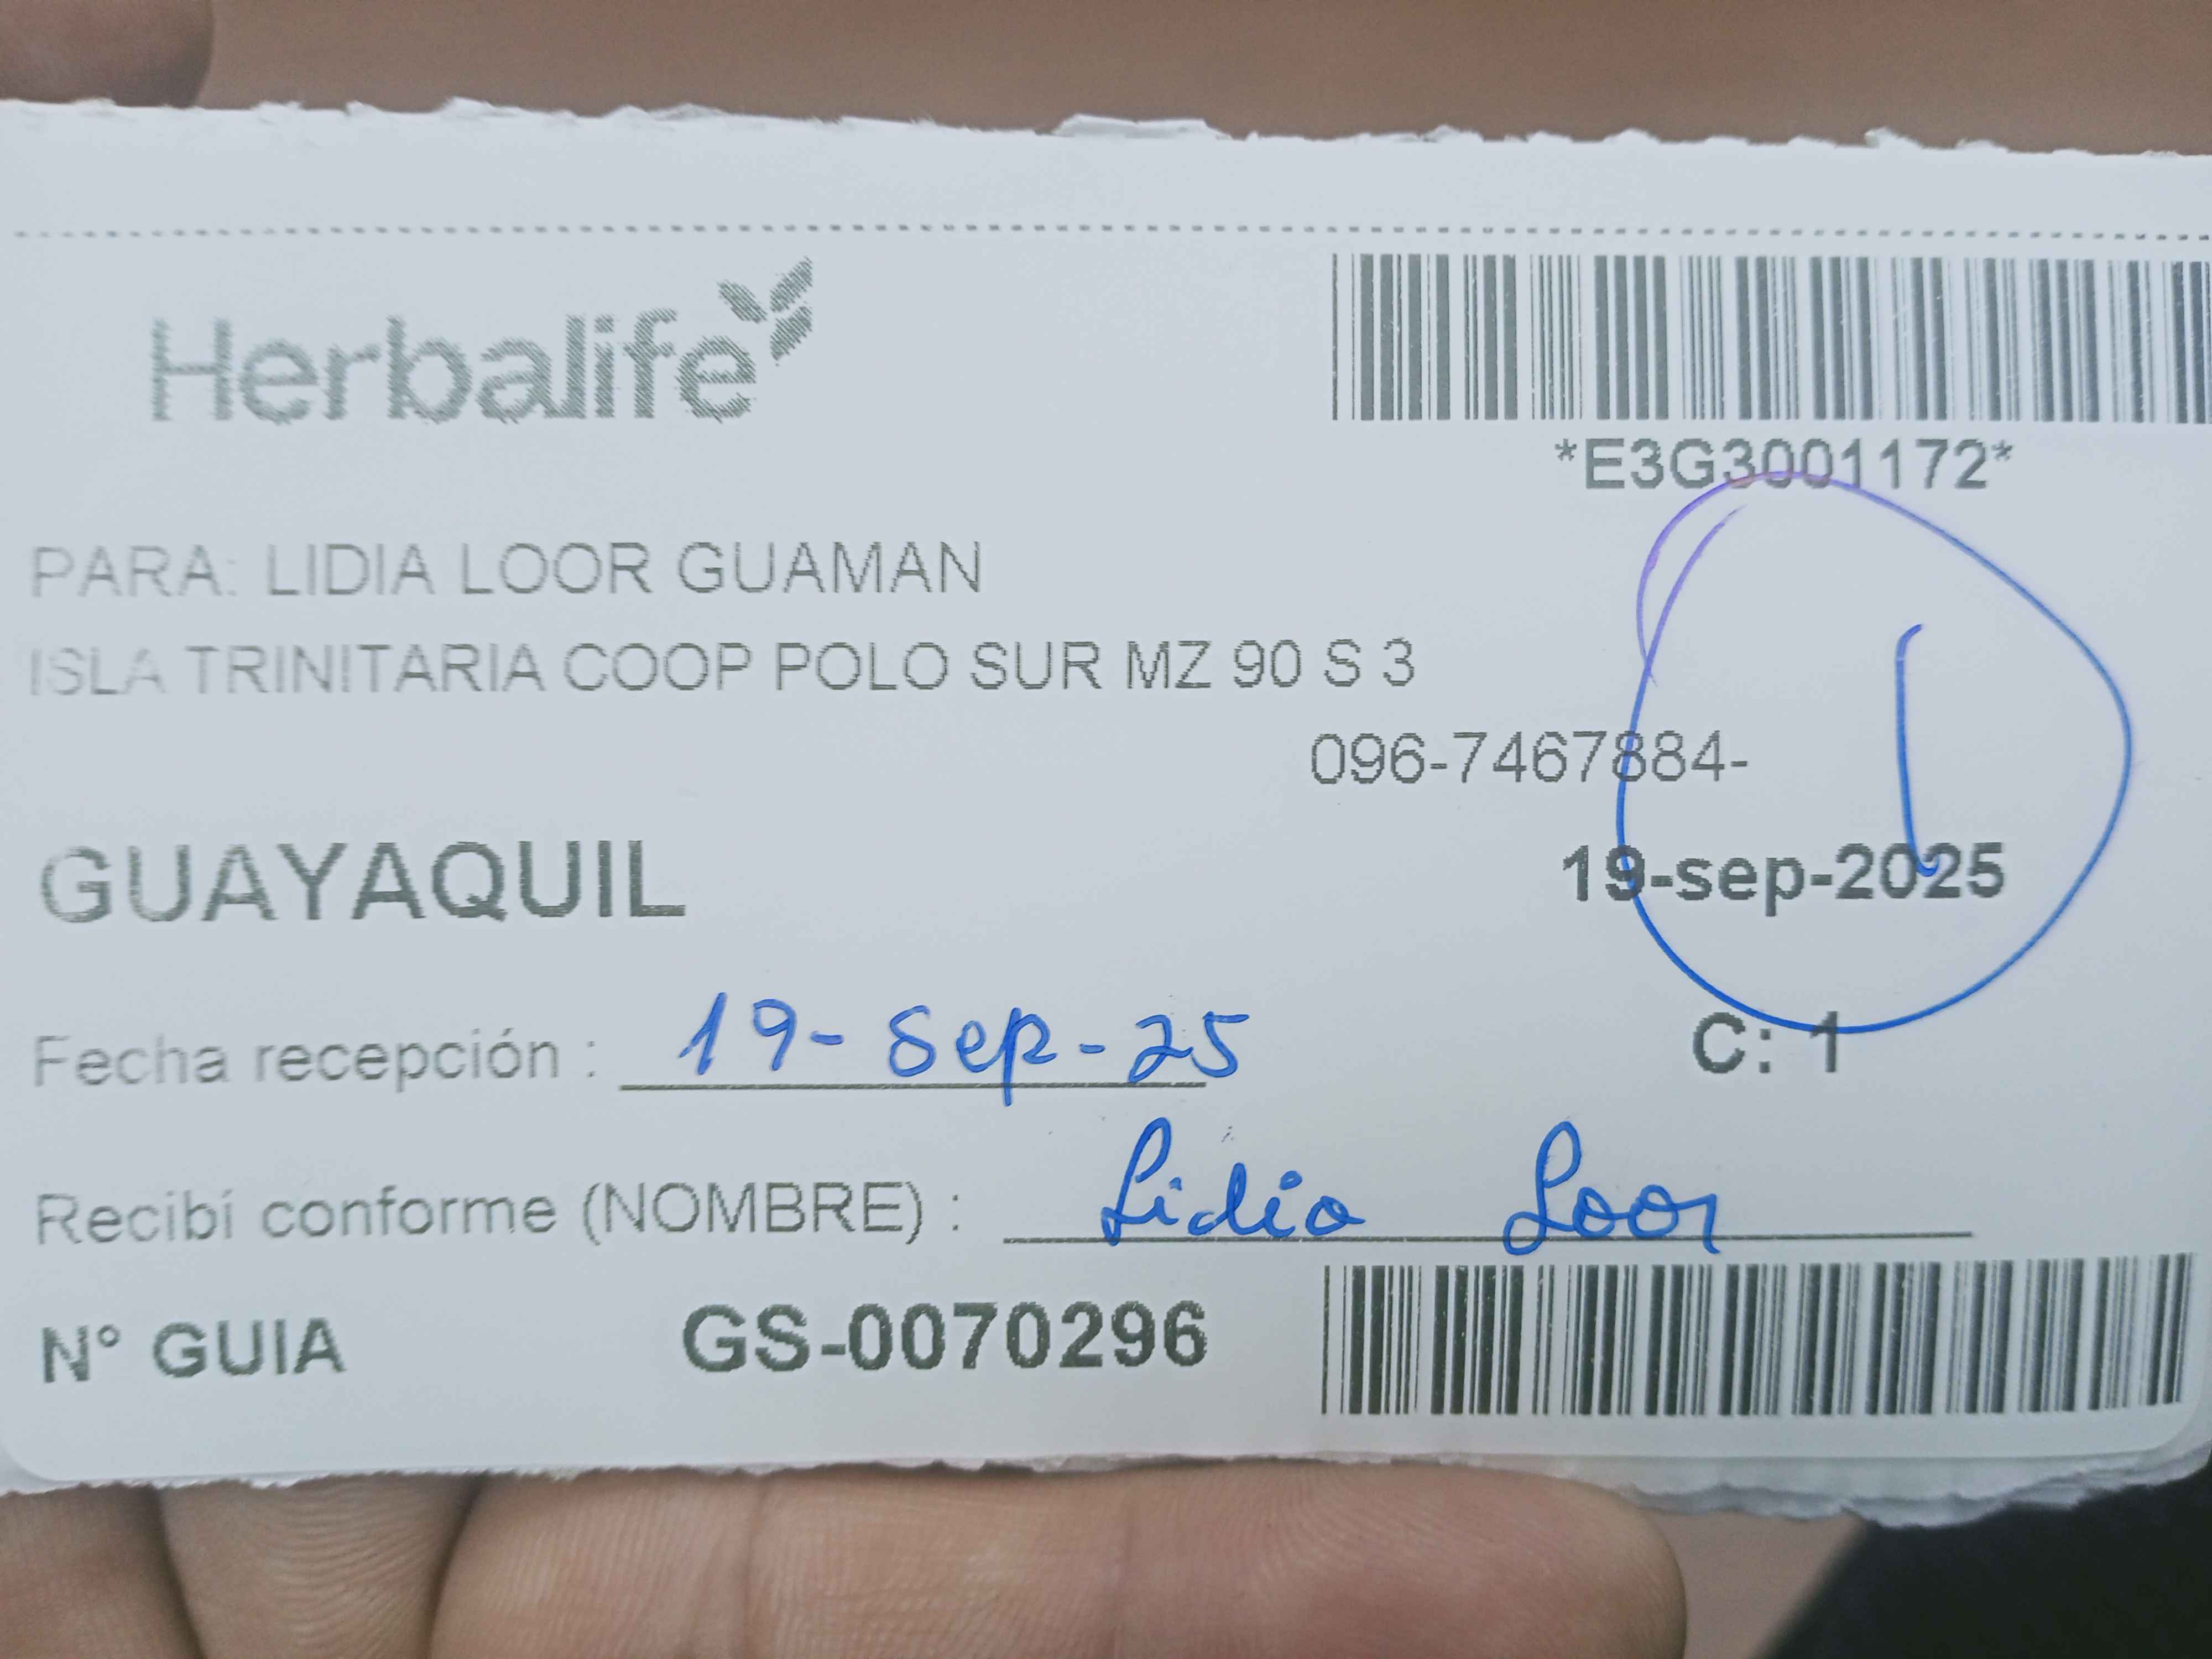 Herbalife
*E3G3001172*
PARA: LIDIA LOOR GUAMAN
ISLA TRINITARIA COOP POLO SUR MZ 90 S 3
096-7467884-
1
GUAYAQUIL
19-sep-2025
Fecha recepción : 19-Sep-25
C: 1
Recibí conforme (NOMBRE) : Lidia Loor
N° GUIA GS-0070296